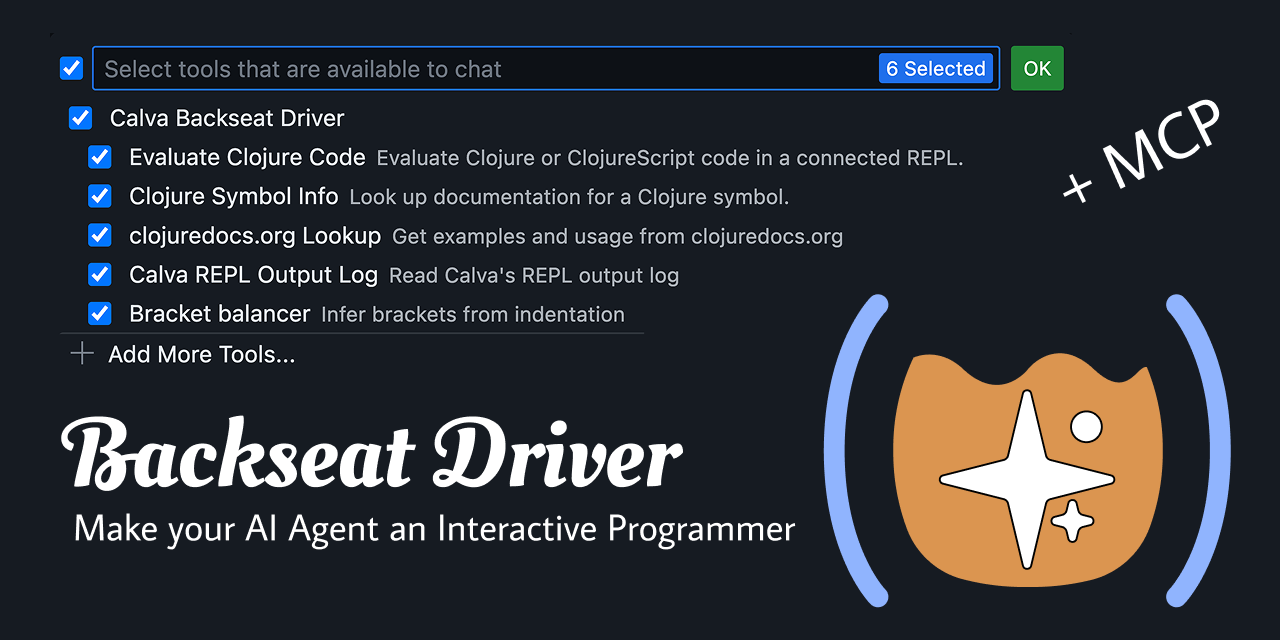 Select tools that are available to chat 6 Selected OK
Calva Backseat Driver
Evaluate Clojure Code Evaluate Clojure or ClojureScript code in a connected REPL.
Clojure Symbol Info Look up documentation for a Clojure symbol.
clojuredocs.org Lookup Get examples and usage from clojuredocs.org
Calva REPL Output Log Read Calva's REPL output log
Bracket balancer Infer brackets from indentation
Add More Tools...
+ MCP
Backseat Driver
Make your AI Agent an Interactive Programmer